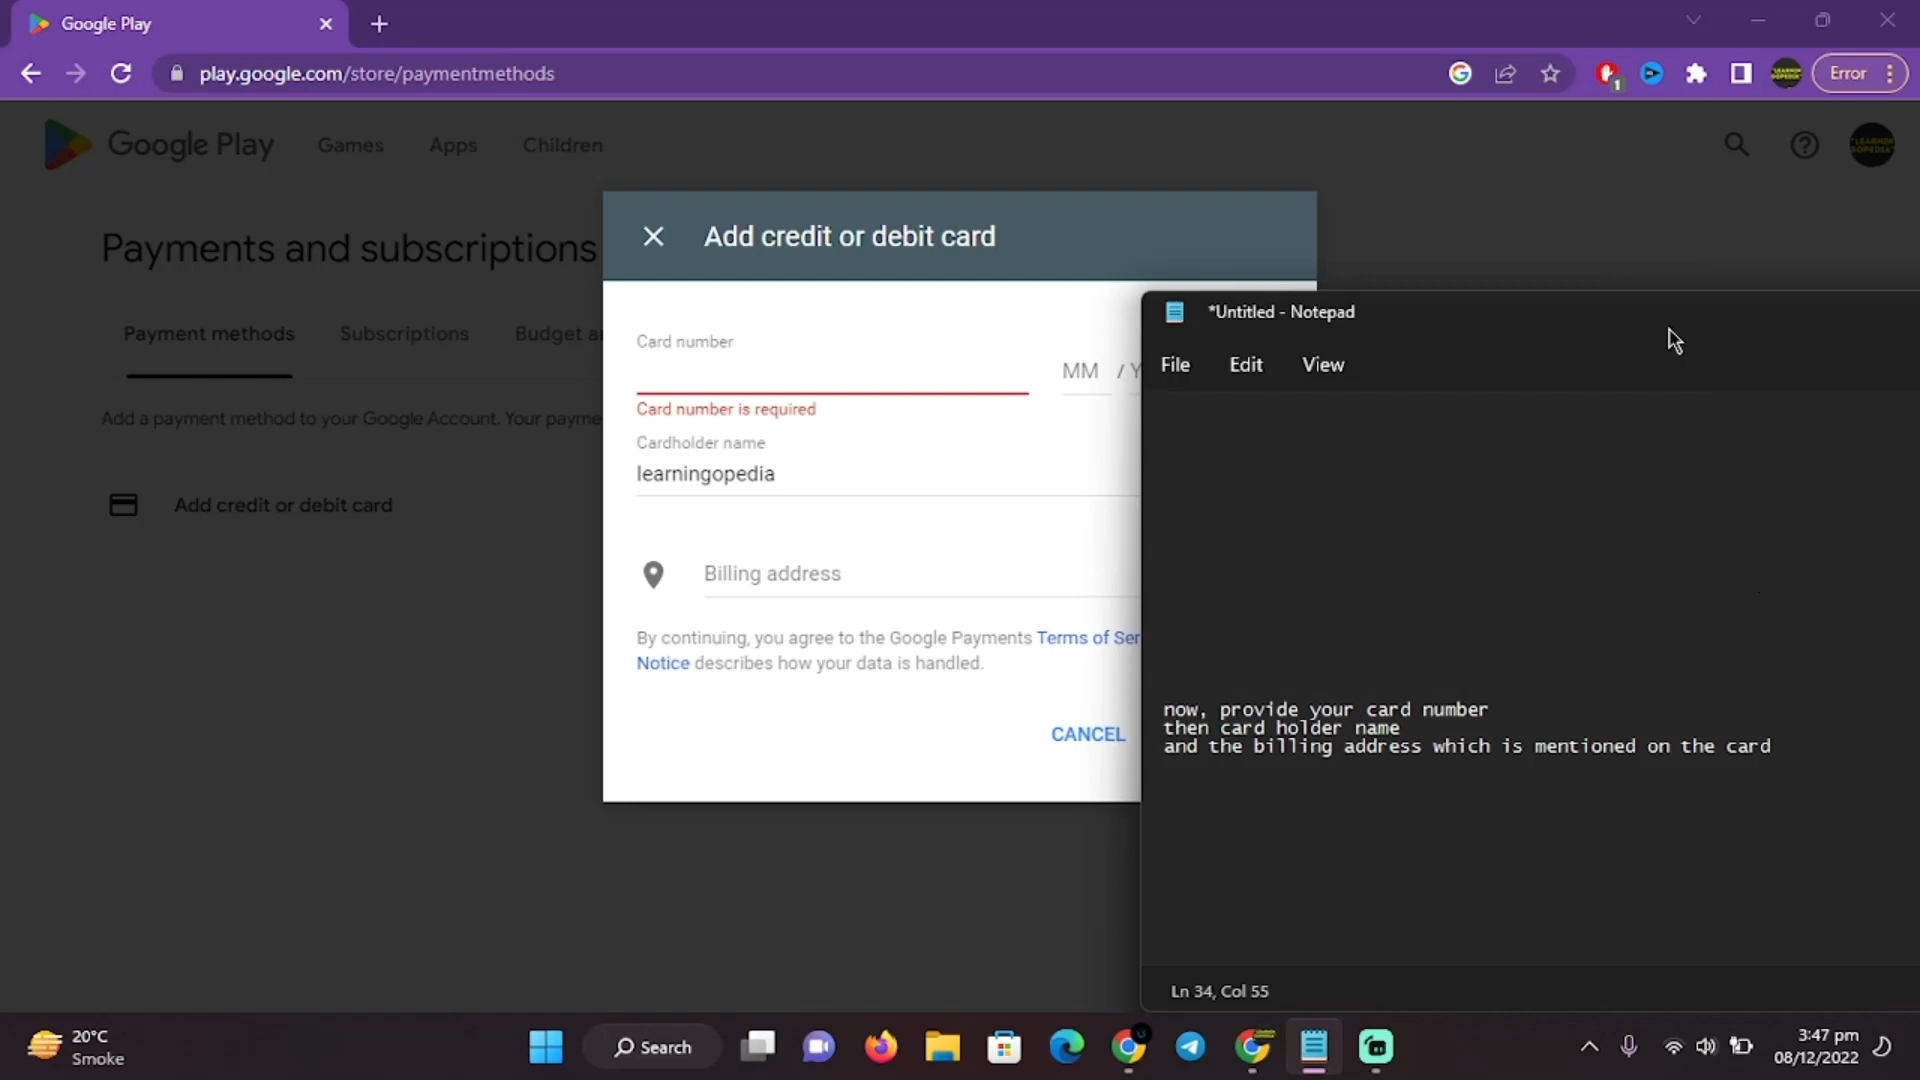 Google Play
play.google.com/store/paymentmethods
1
Error
Google Play Games Apps Children
Payments and subscriptions
Payment methods Subscriptions Budget
Add a payment method to your Google Account. Your
Add credit or debit card
Add credit or debit card
Card number
MM / Y
Card number is required
Cardholder name
learningopedia
Billing address
By continuing, you agree to the Google Payments Terms of
Notice describes how your data is handled.
CANCEL
*Untitled - Notepad
File Edit View
now, provide your card number
then card holder name
and the billing address which is mentioned on the card
Ln 34, Col 55
20°C
Smoke
Search
3:47 pm
08/12/2022